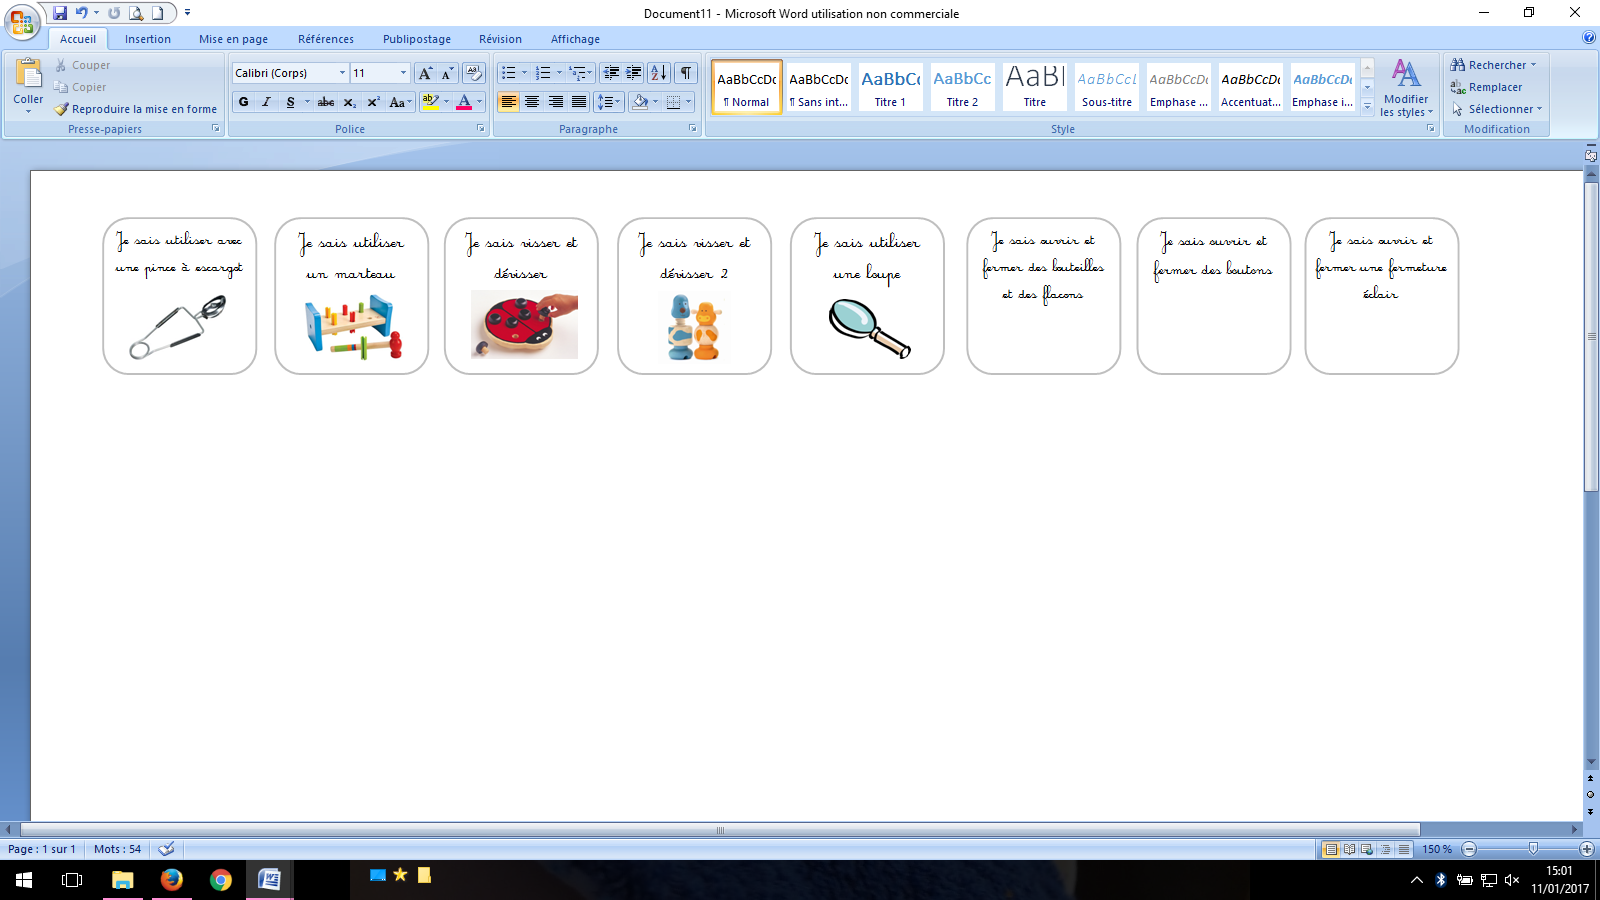 Document11 - Microsoft Word utilisation non commerciale
Accueil Insertion Mise en page Références Publipostage Révision Affichage
Coller
Couper
Copier
Reproduire la mise en forme
Presse-papiers
Calibri (Corps) 11
G I S abc x₂ x² Aa
Police
Paragraphe
AaBbCcDc AaBbCcDc AaBbCc AaBbCc AaBl AaBbCcL AaBbCcDc AaBbCcDc AaBbCcDc
¶ Normal ¶ Sans int... Titre 1 Titre 2 Titre Sous-titre Emphase ... Accentuat... Emphase i...
Style
Modifier
les styles
Rechercher
Remplacer
Sélectionner
Modification
Je sais utiliser avec
une pince à escargot
Je sais utiliser
un marteau
Je sais visser et
dévisser
Je sais visser et
dévisser 2
Je sais utiliser
une loupe
Je sais ouvrir et
fermer des bouteilles
et des flacons
Je sais ouvrir et
fermer des boutons
Je sais ouvrir et
fermer une fermeture
éclair
Page : 1 sur 1 Mots : 54
150 %
15:01
11/01/2017